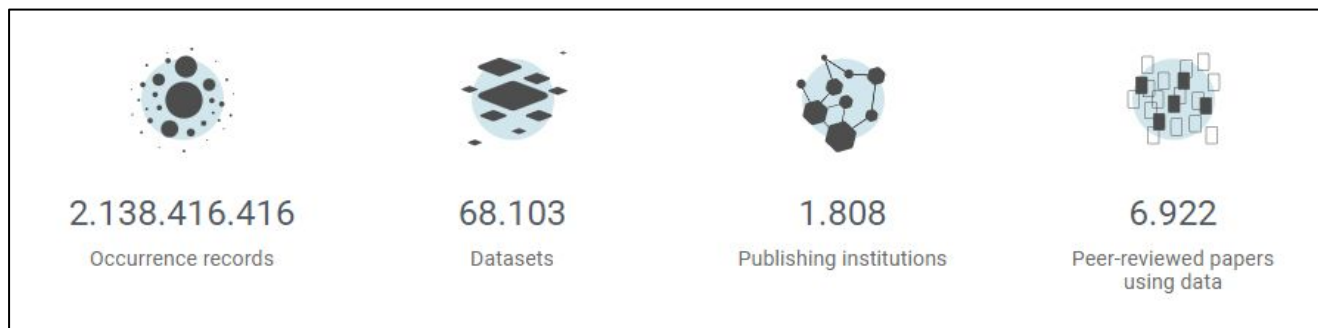 2.138.416.416
Occurrence records
68.103
Datasets
1.808
Publishing institutions
6.922
Peer-reviewed papers
using data